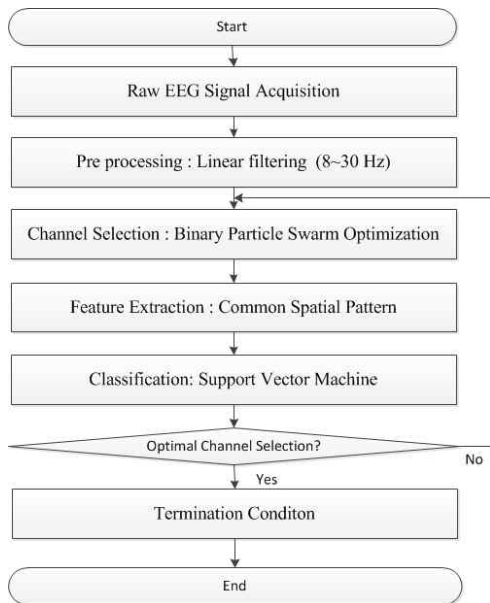 Start
Raw EEG Signal Acquisition
Pre processing : Linear filtering (8~30 Hz)
Channel Selection : Binary Particle Swarm Optimization
Feature Extraction : Common Spatial Pattern
Classification: Support Vector Machine
Optimal Channel Selection?
No
Yes
Termination Conditon
End